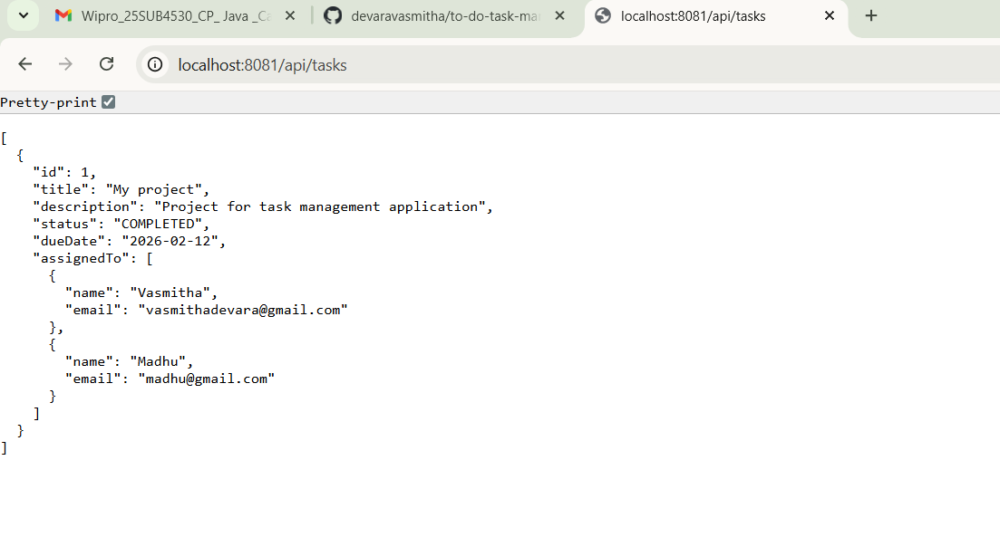 Wipro_25SUB4530_CP_ Java _Ca
devaravasmitha/to-do-task-ma
localhost:8081/api/tasks
localhost:8081/api/tasks
Pretty-print
[
  {
    "id": 1,
    "title": "My project",
    "description": "Project for task management application",
    "status": "COMPLETED",
    "dueDate": "2026-02-12",
    "assignedTo": [
      {
        "name": "Vasmitha",
        "email": "vasmithadevara@gmail.com"
      },
      {
        "name": "Madhu",
        "email": "madhu@gmail.com"
      }
    ]
  }
]